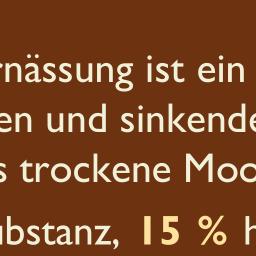 rnässung ist ein
en und sinkende
s trockene Moo
ubstanz, 15 % h